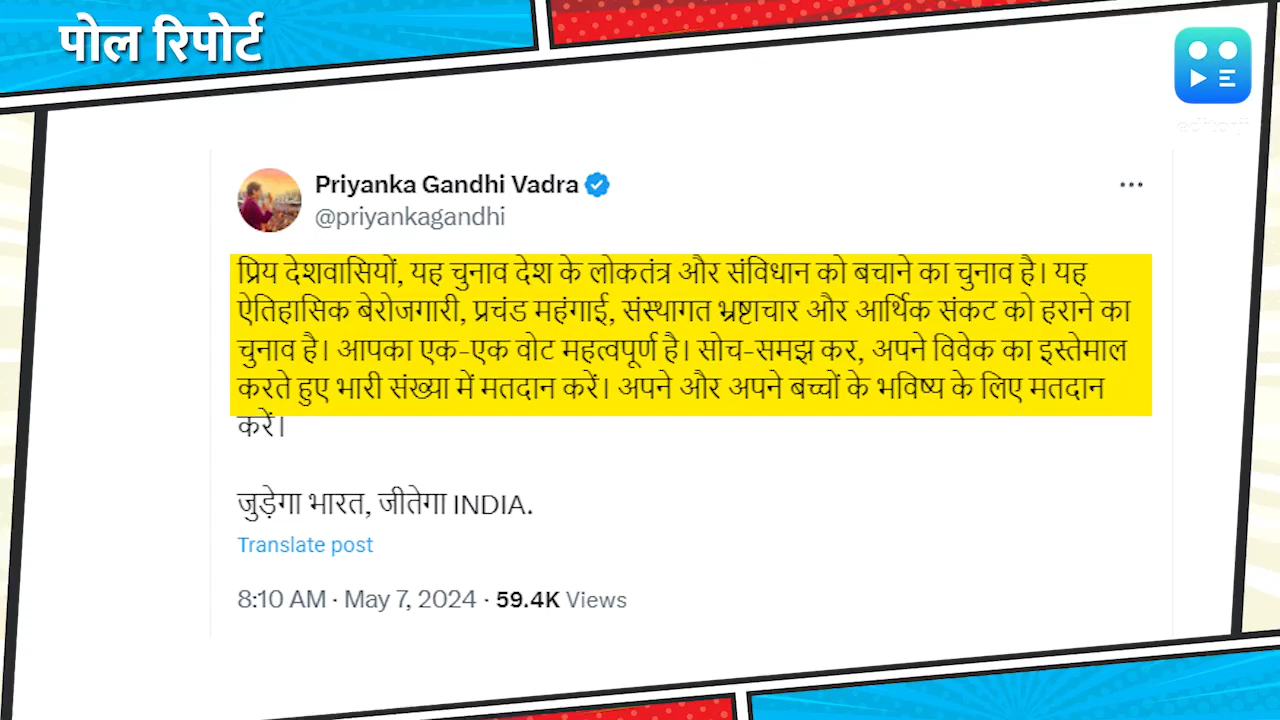 पोल रिपोर्ट
editorji
Priyanka Gandhi Vadra
@priyankagandhi
प्रिय देशवासियों, यह चुनाव देश के लोकतंत्र और संविधान को बचाने का चुनाव है। यह
ऐतिहासिक बेरोजगारी, प्रचंड महंगाई, संस्थागत भ्रष्टाचार और आर्थिक संकट को हराने का
चुनाव है। आपका एक-एक वोट महत्वपूर्ण है। सोच-समझ कर, अपने विवेक का इस्तेमाल
करते हुए भारी संख्या में मतदान करें। अपने और अपने बच्चों के भविष्य के लिए मतदान
करें।
जुड़ेगा भारत, जीतेगा INDIA.
Translate post
8:10 AM · May 7, 2024 · 59.4K Views